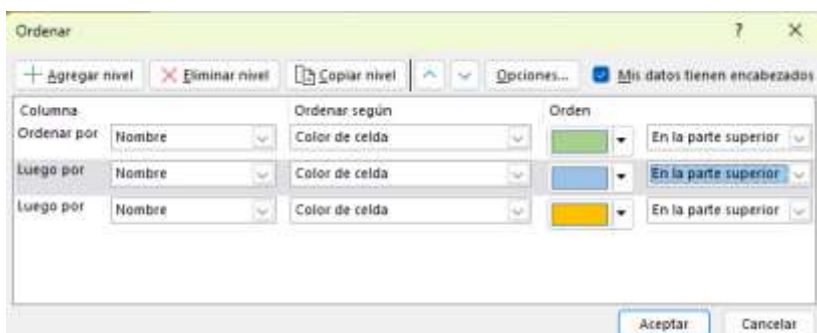 Ordenar ? ×
Agregar nivel Eliminar nivel Copiar nivel Opciones... Mis datos tienen encabezados
Columna Ordenar según Orden
Ordenar por Nombre Color de celda En la parte superior
Luego por Nombre Color de celda En la parte superior
Luego por Nombre Color de celda En la parte superior
Aceptar Cancelar